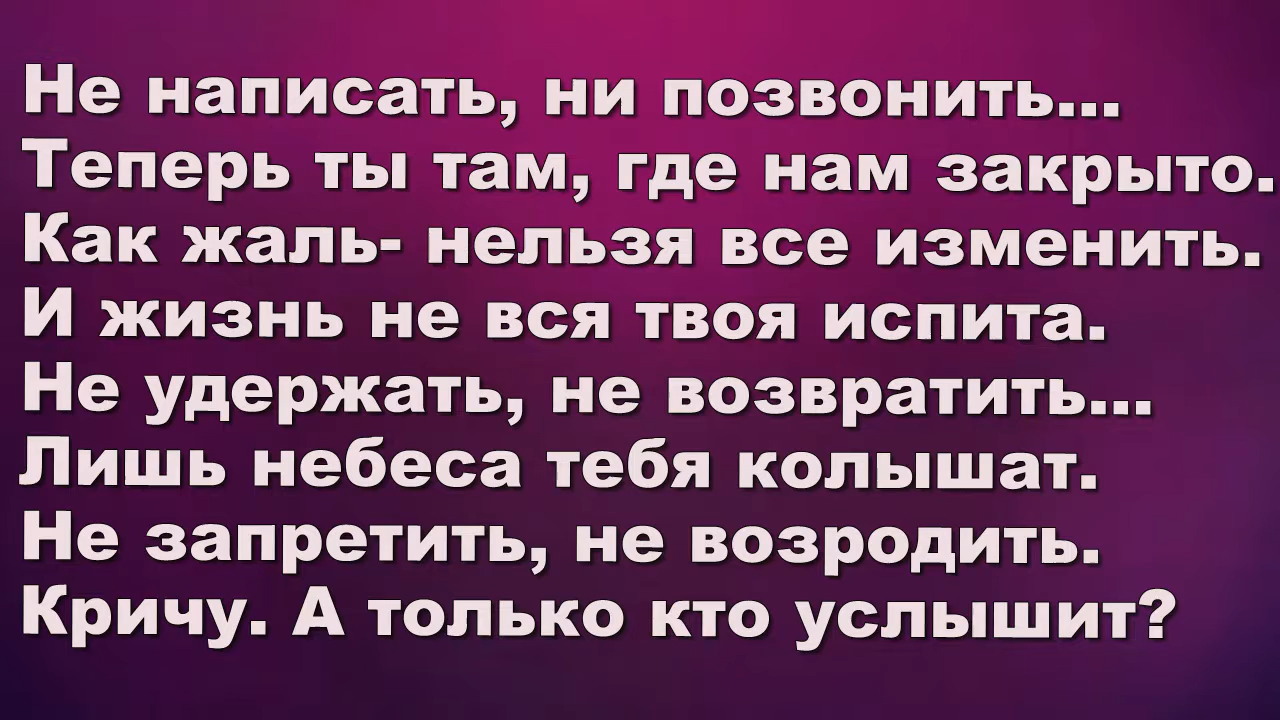 Не написать, ни позвонить...
Теперь ты там, где нам закрыто.
Как жаль- нельзя все изменить.
И жизнь не вся твоя испита.
Не удержать, не возвратить...
Лишь небеса тебя колышат.
Не запретить, не возродить.
Кричу. А только кто услышит?